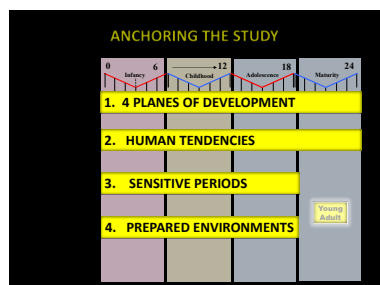 ANCHORING THE STUDY
0 6 12 18 24
Infancy Childhood Adolescence Maturity
1. 4 PLANES OF DEVELOPMENT
2. HUMAN TENDENCIES
3. SENSITIVE PERIODS
Young
Adult
4. PREPARED ENVIRONMENTS